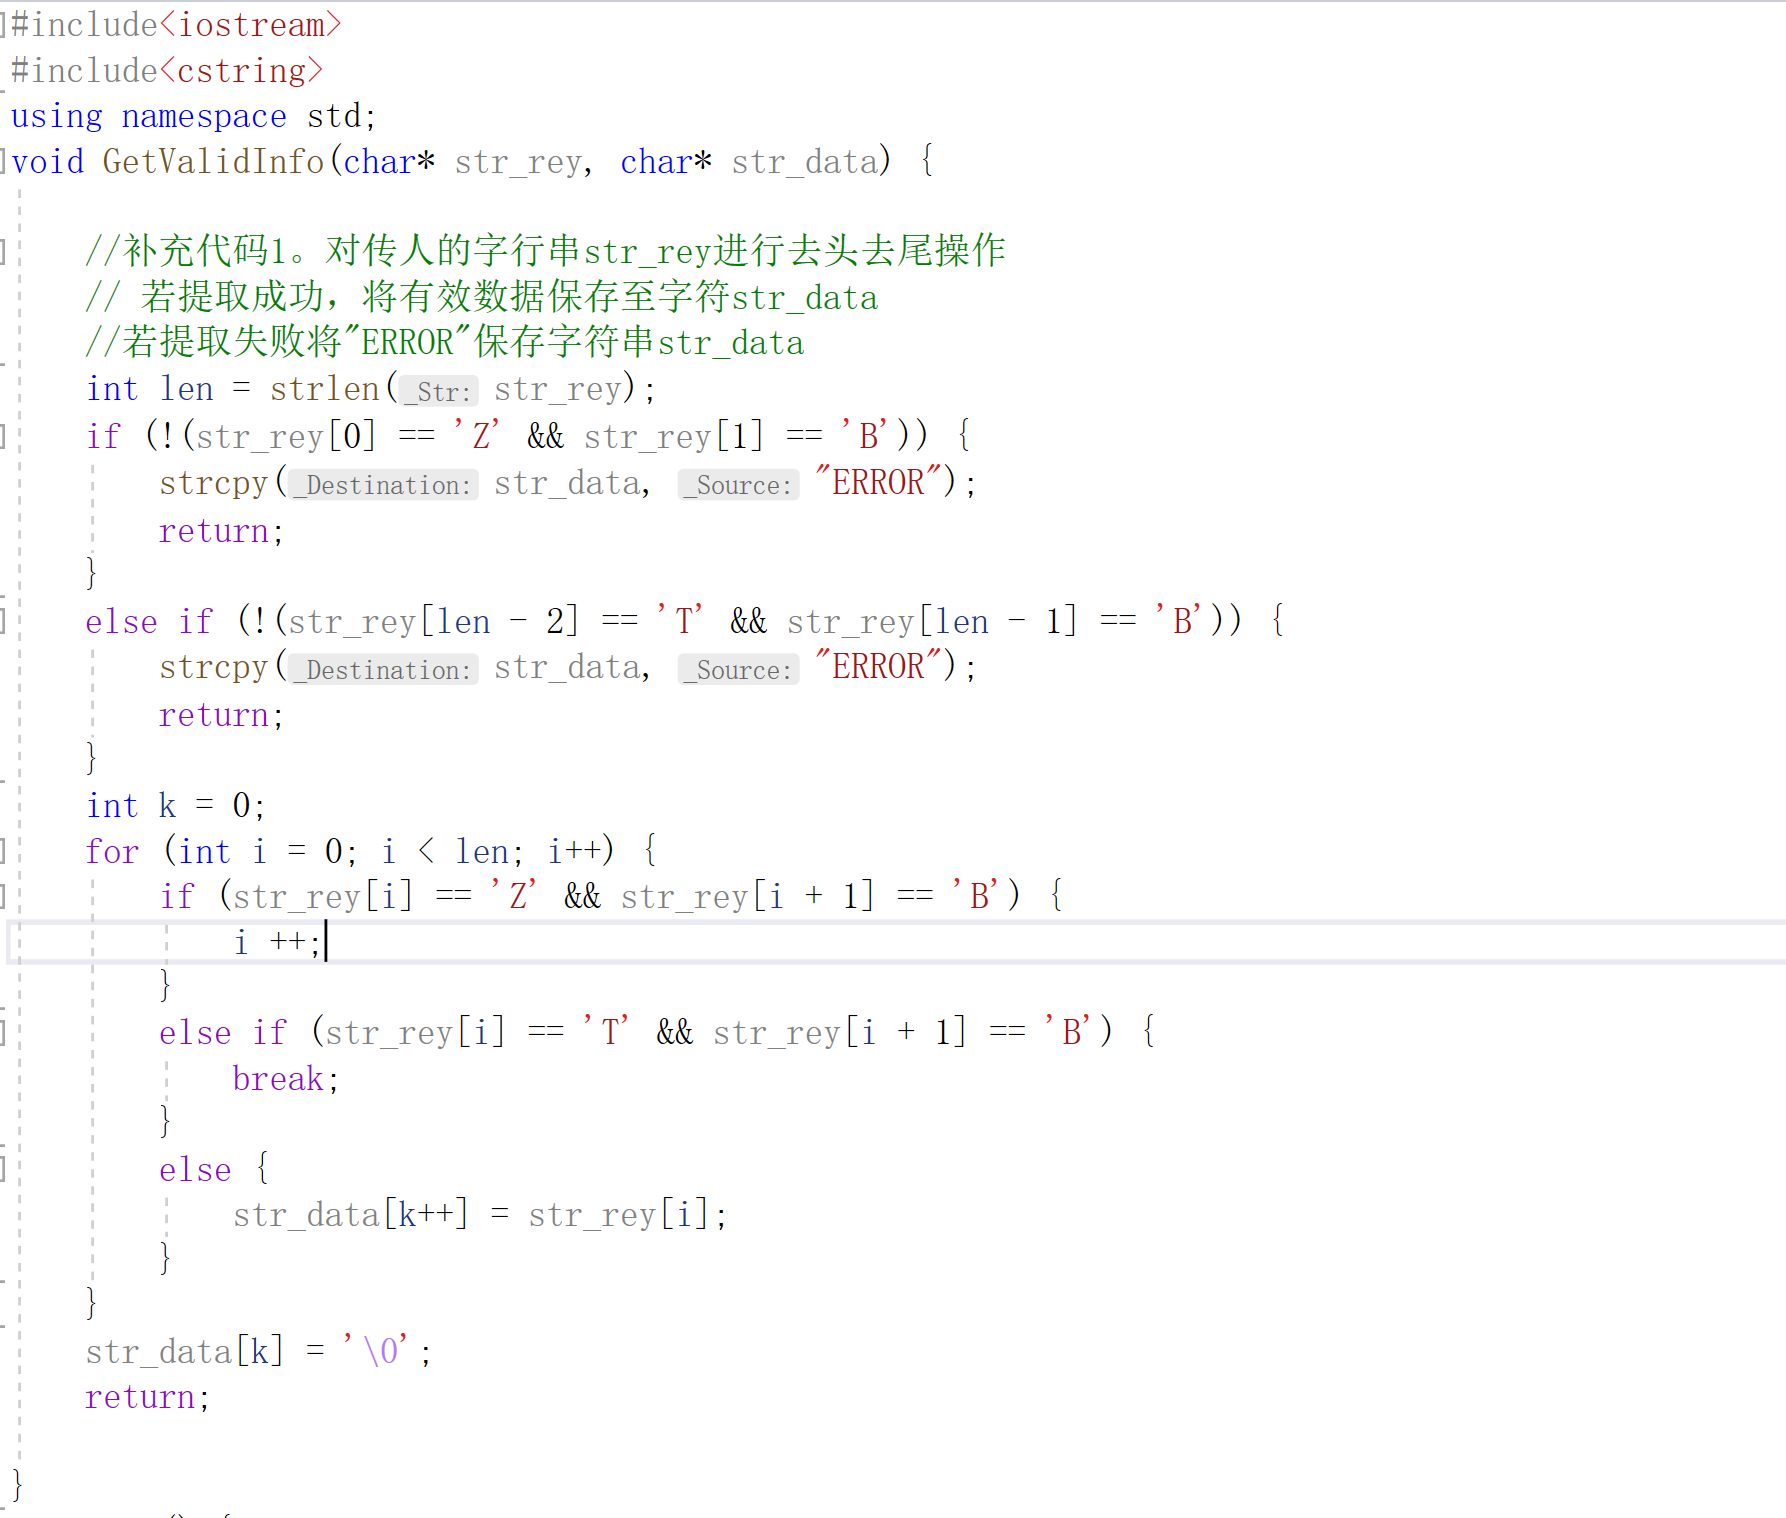 #include<iostream>
#include<cstring>
using namespace std;
void GetValidInfo(char* str_rey, char* str_data) {
//补充代码1。对传人的字行串str_rey进行去头去尾操作
// 若提取成功，将有效数据保存至字符str_data
//若提取失败将"ERROR"保存字符串str_data
int len = strlen(_Str: str_rey);
if (!(str_rey[0] == 'Z' && str_rey[1] == 'B')) {
strcpy(_Destination: str_data, _Source: "ERROR");
return;
}
else if (!(str_rey[len - 2] == 'T' && str_rey[len - 1] == 'B')) {
strcpy(_Destination: str_data, _Source: "ERROR");
return;
}
int k = 0;
for (int i = 0; i < len; i++) {
if (str_rey[i] == 'Z' && str_rey[i + 1] == 'B') {
i ++;
}
else if (str_rey[i] == 'T' && str_rey[i + 1] == 'B') {
break;
}
else {
str_data[k++] = str_rey[i];
}
}
str_data[k] = '\0';
return;
}